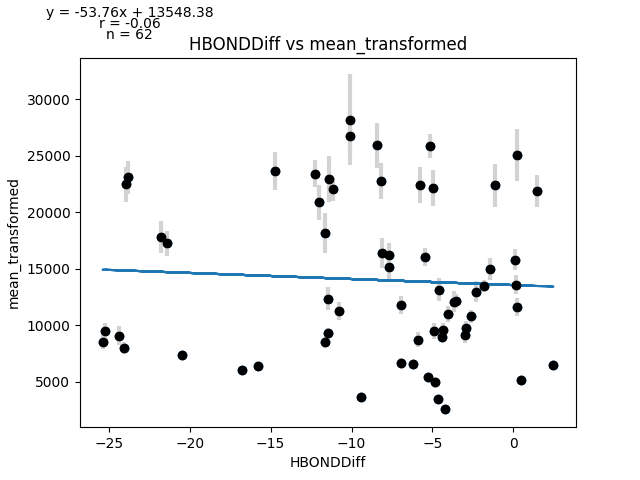 y = -53.76x + 13548.38
r = -0.06
n = 62
HBONDDiff vs mean_transformed
30000
25000
20000
15000
10000
5000
mean_transformed
−25 −20 −15 −10 −5 0
HBONDDiff